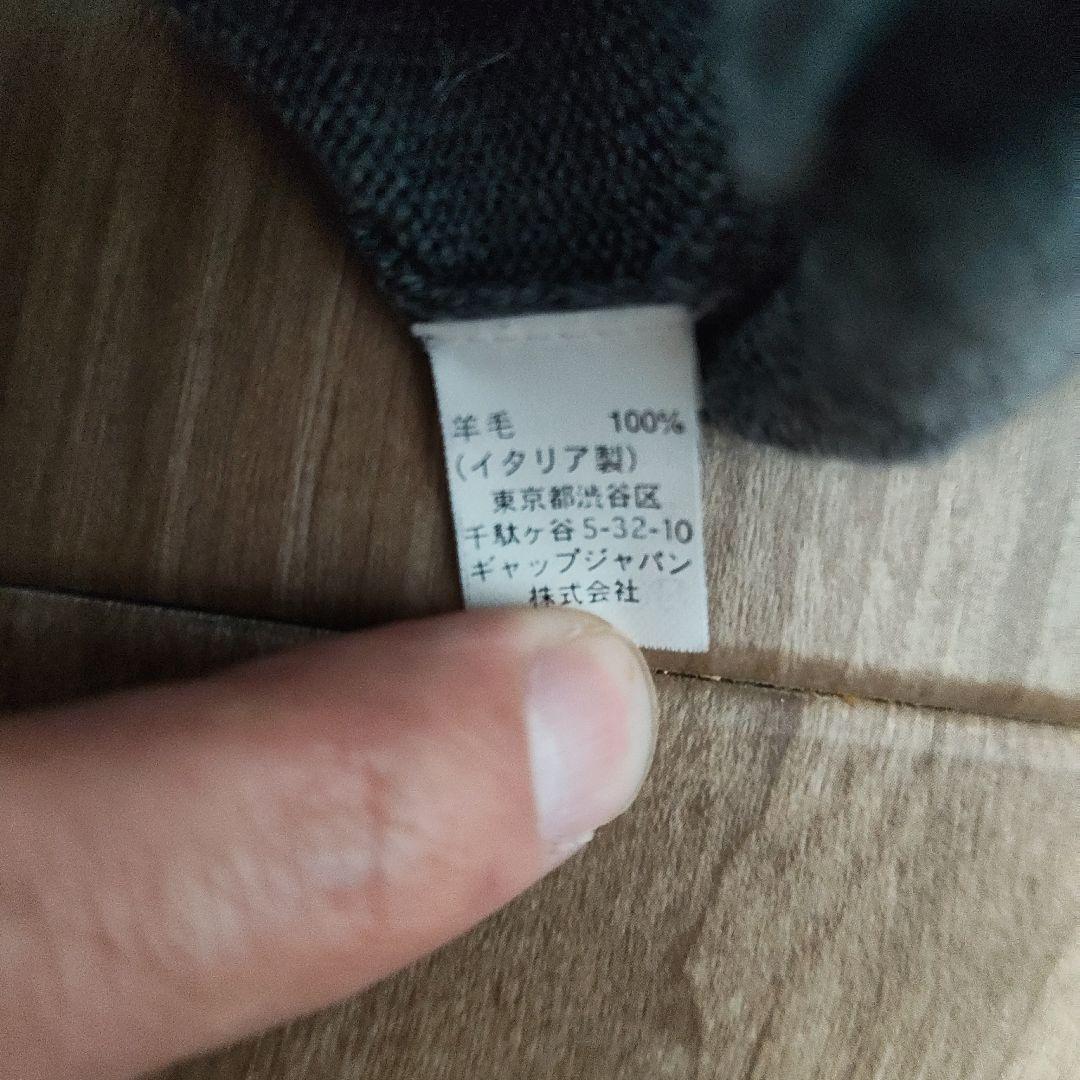 羊毛 100%
(イタリア製)
東京都渋谷区
千駄ヶ谷5-32-10
ギャップジャパン
株式会社